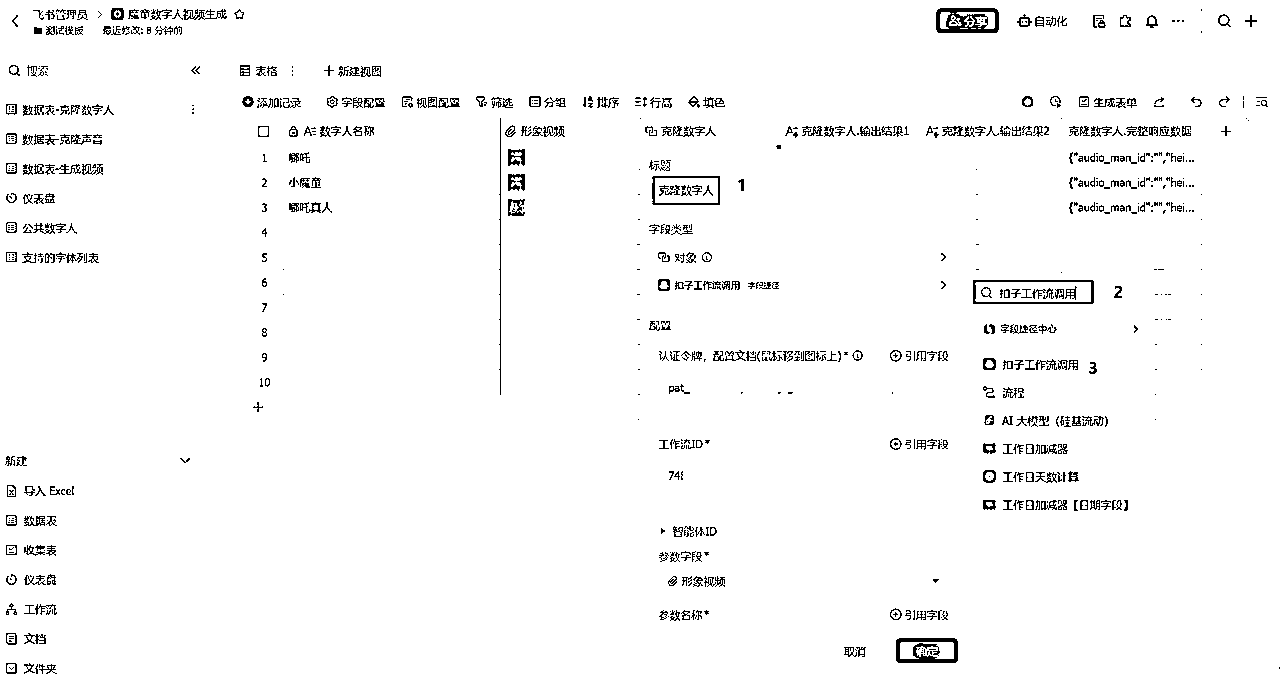 飞书管理员 > 魔童数字人视频生成
测试模板 最近修改: 8 分钟前
分享 自动化
搜索
表格 新建视图
数据表-克隆数字人
数据表-克隆声音
数据表-生成视频
仪表盘
公共数字人
支持的字体列表
添加记录 字段配置 视图配置 筛选 分组 排序 行高 填色 生成表单
数字人名称 形象视频 克隆数字人 克隆数字人.输出结果1 克隆数字人.输出结果2 克隆数字人.完整响应数据
1 哪吒 {"audio_man_id":"","hei...
2 小魔童 {"audio_man_id":"","hei...
3 哪吒真人 {"audio_man_id":"","hei...
4
5
6
7
8
9
10
标题
克隆数字人 1
字段类型
对象
扣子工作流调用 字段捷径
配置
认证令牌，配置文档(鼠标移到图标上)* 引用字段
pat_
工作流ID* 引用字段
748
智能体ID
参数字段*
形象视频
参数名称* 引用字段
取消 确定
扣子工作流调用 2
字段捷径中心
扣子工作流调用 3
流程
AI 大模型（硅基流动）
工作日加减器
工作日天数计算
工作日加减器【日期字段】
新建
导入 Excel
数据表
收集表
仪表盘
工作流
文档
文件夹